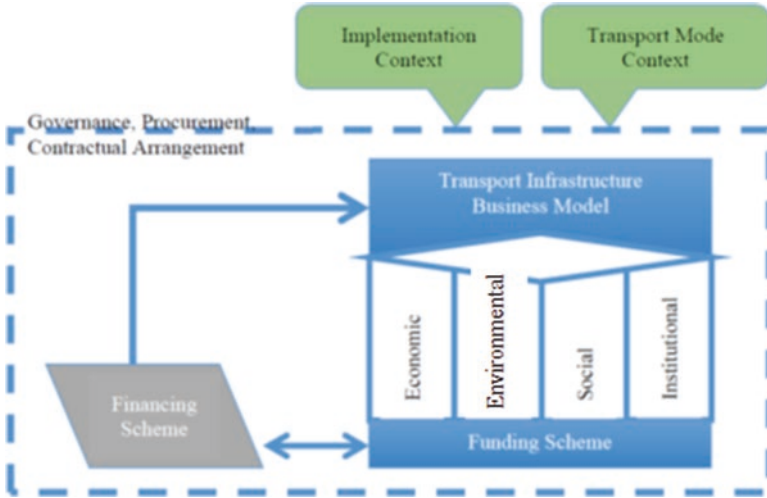 Implementation
Context
Transport Mode
Context
Governance, Procurement,
Contractual Arrangement
Transport Infrastructure
Business Model
Economic
Environmental
Social
Institutional
Financing
Scheme
Funding Scheme